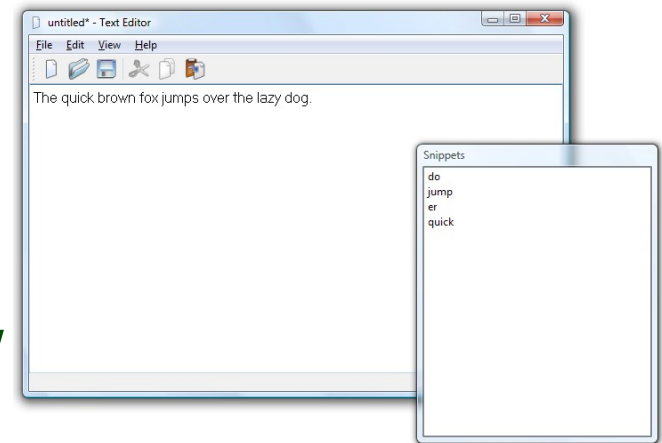 untitled* - Text Editor
File Edit View Help
The quick brown fox jumps over the lazy dog.
Snippets
do
jump
er
quick